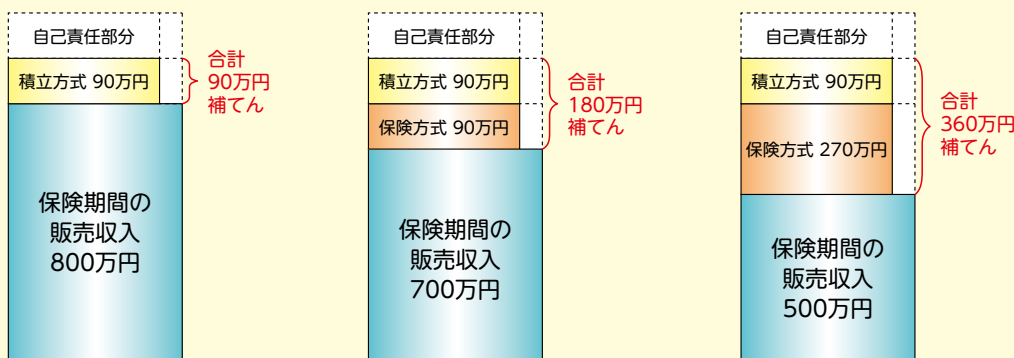 自己責任部分
積立方式 90万円
合計
90万円
補てん
保険期間の
販売収入
800万円
自己責任部分
積立方式 90万円
保険方式 90万円
合計
180万円
補てん
保険期間の
販売収入
700万円
自己責任部分
積立方式 90万円
保険方式 270万円
合計
360万円
補てん
保険期間の
販売収入
500万円